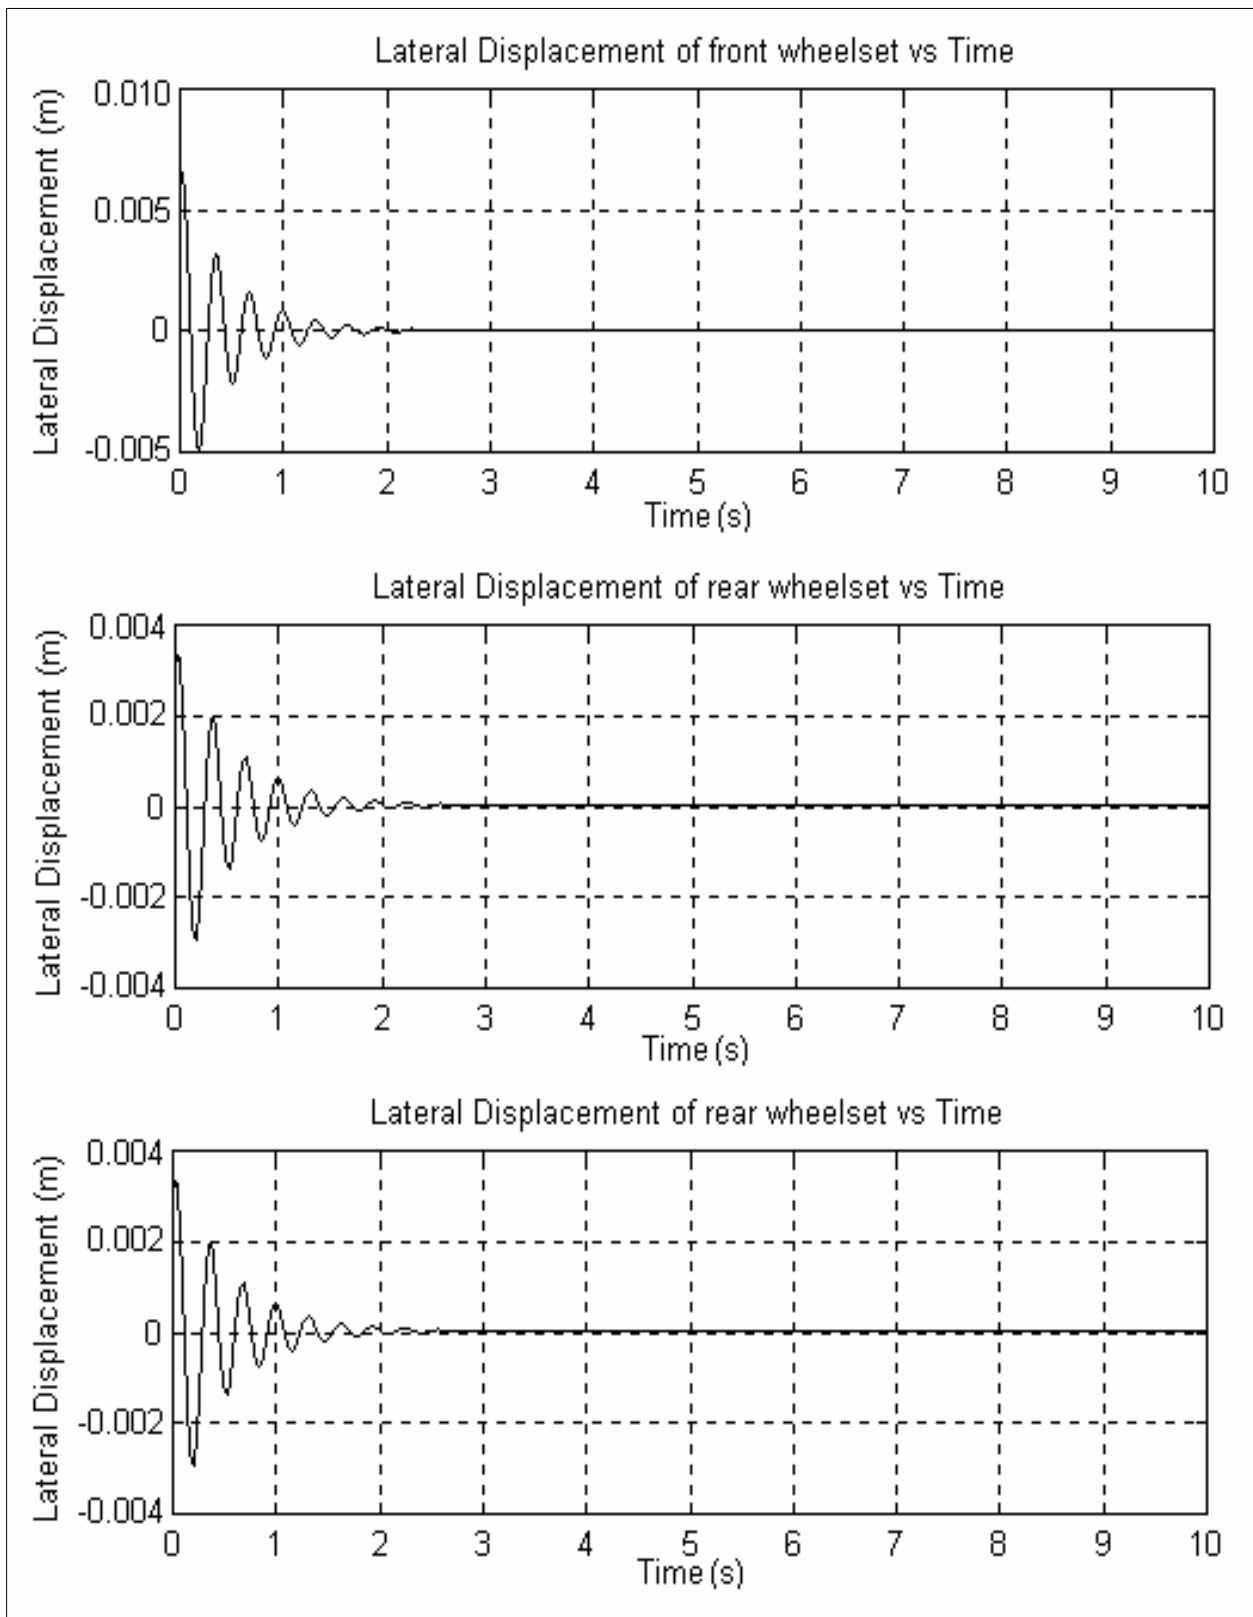 Lateral Displacement of front wheelset vs Time
Lateral Displacement (m)
0.010
0.005
0
-0.005
0 1 2 3 4 5 6 7 8 9 10
Time (s)
Lateral Displacement of rear wheelset vs Time
Lateral Displacement (m)
0.004
0.002
0
-0.002
-0.004
0 1 2 3 4 5 6 7 8 9 10
Time (s)
Lateral Displacement of rear wheelset vs Time
Lateral Displacement (m)
0.004
0.002
0
-0.002
-0.004
0 1 2 3 4 5 6 7 8 9 10
Time (s)